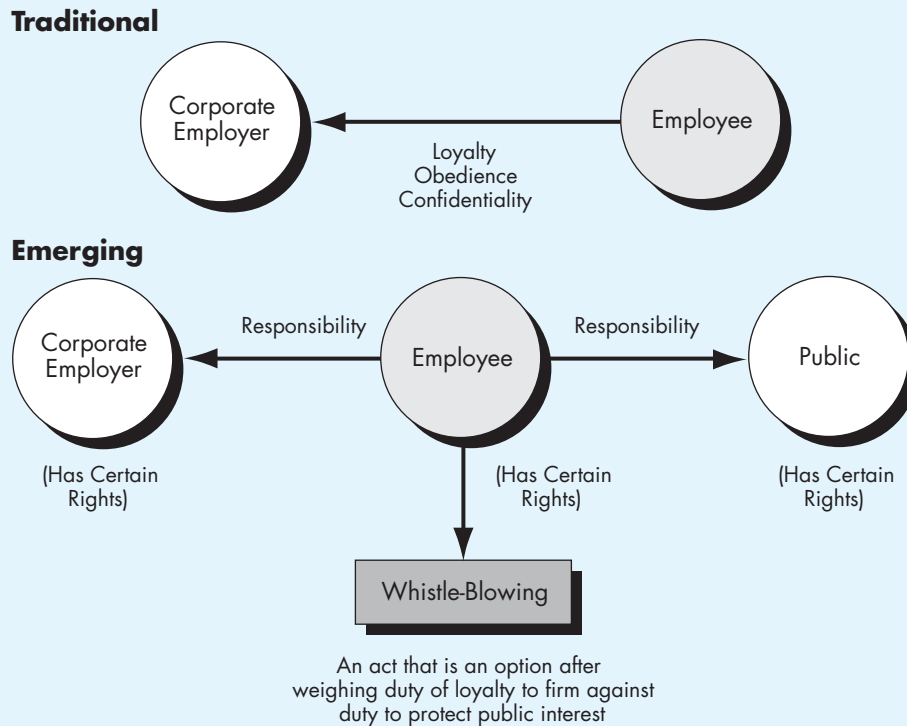 Traditional
Corporate
Employer
Employee
Loyalty
Obedience
Confidentiality
Emerging
Corporate
Employer
Responsibility
Employee
Responsibility
Public
(Has Certain
Rights)
(Has Certain
Rights)
(Has Certain
Rights)
Whistle-Blowing
An act that is an option after
weighing duty of loyalty to firm against
duty to protect public interest